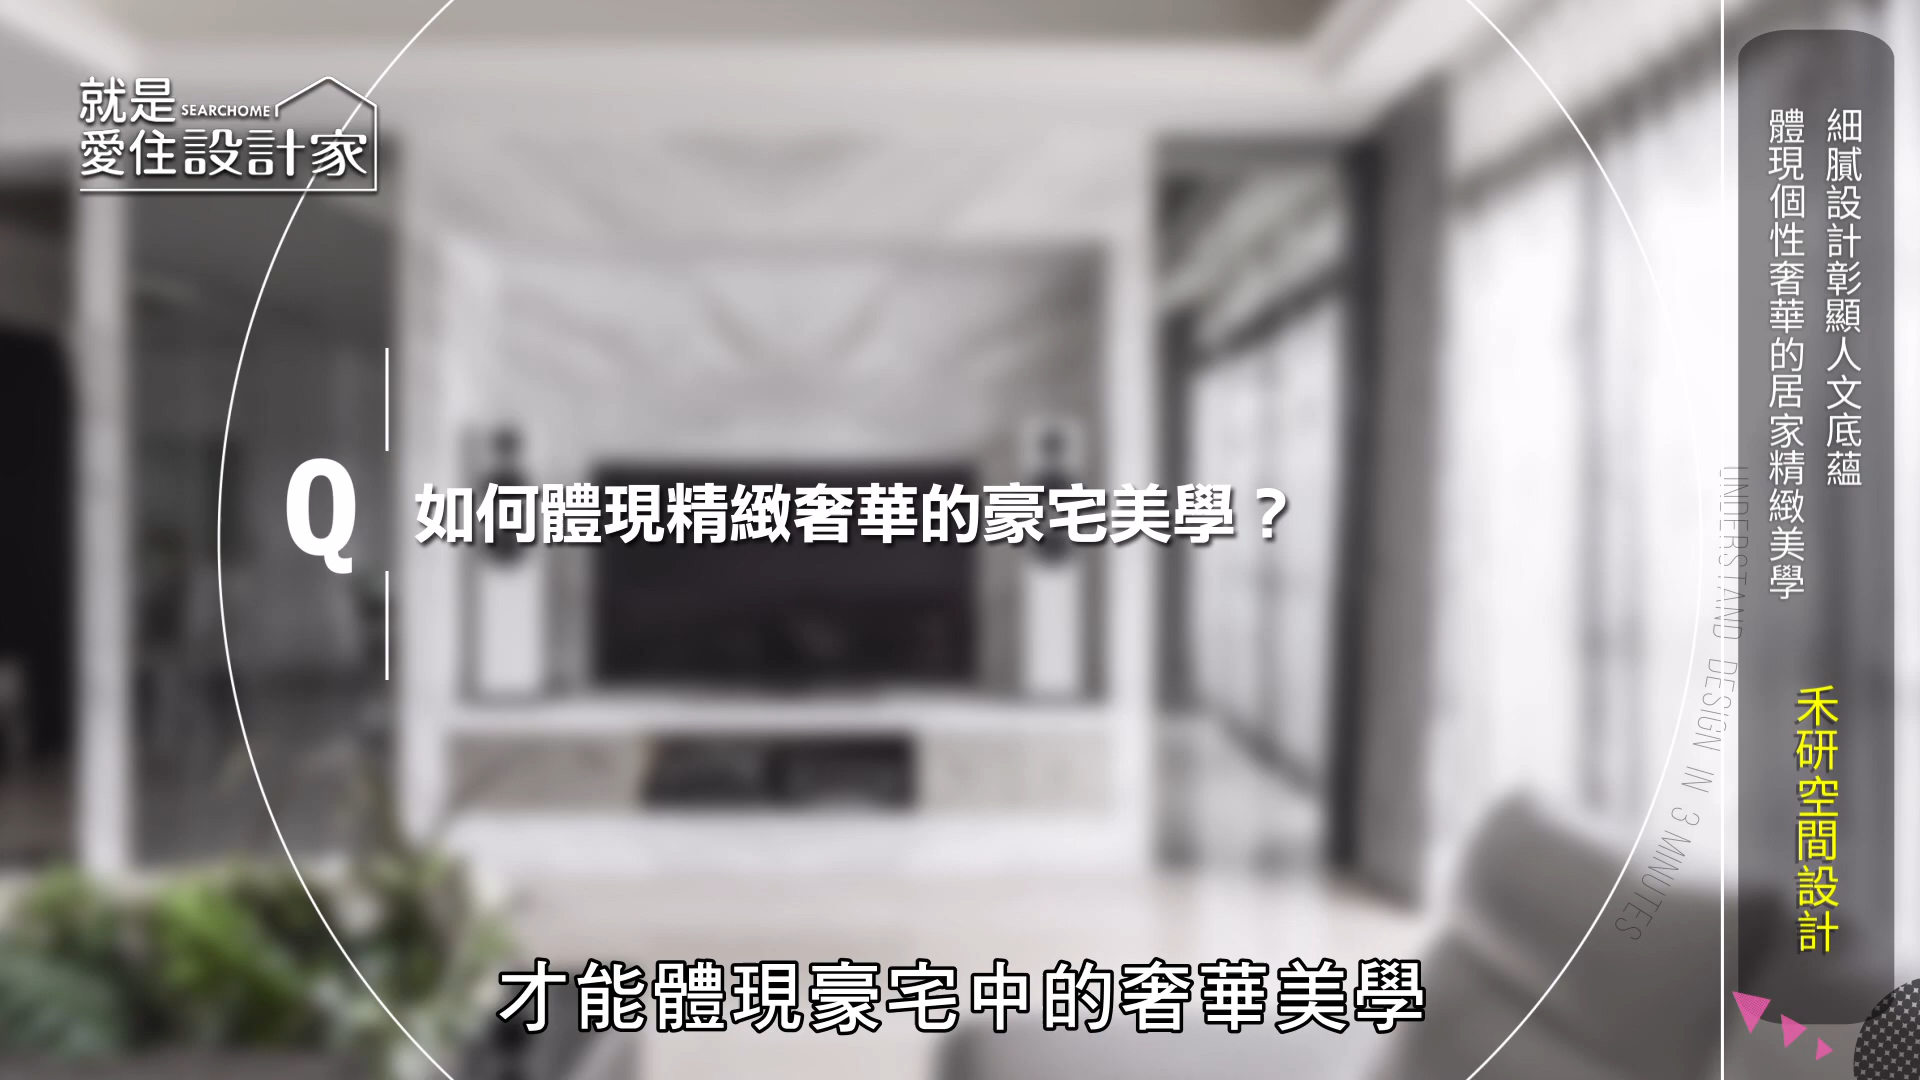 就是
SEARCHOME
愛住設計家
細膩設計彰顯人文底蘊
體現個性奢華的居家精緻美學
禾研空間設計
UNDERSTAND DESIGN IN 3 MINUTES
Q
如何體現精緻奢華的豪宅美學？
才能體現豪宅中的奢華美學